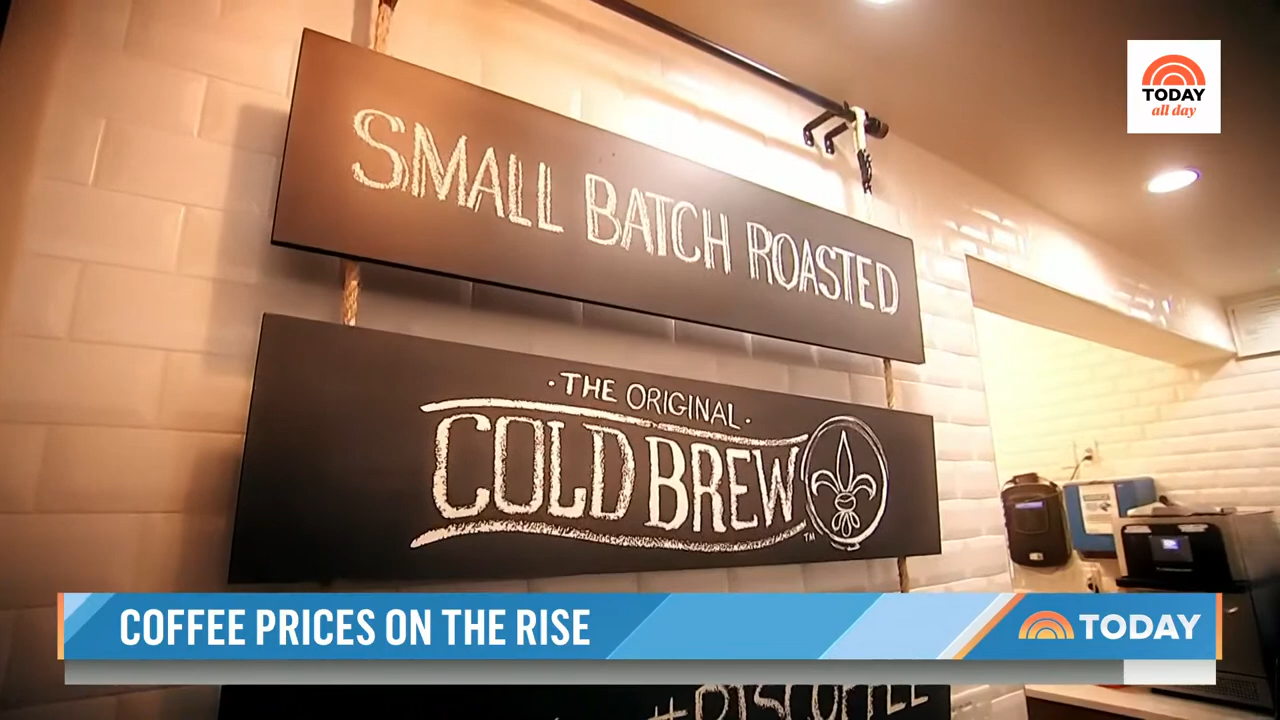 SMALL BATCH ROASTED
TODAY
all day
· THE ORIGINAL ·
COLD BREW
TM
COFFEE PRICES ON THE RISE
TODAY